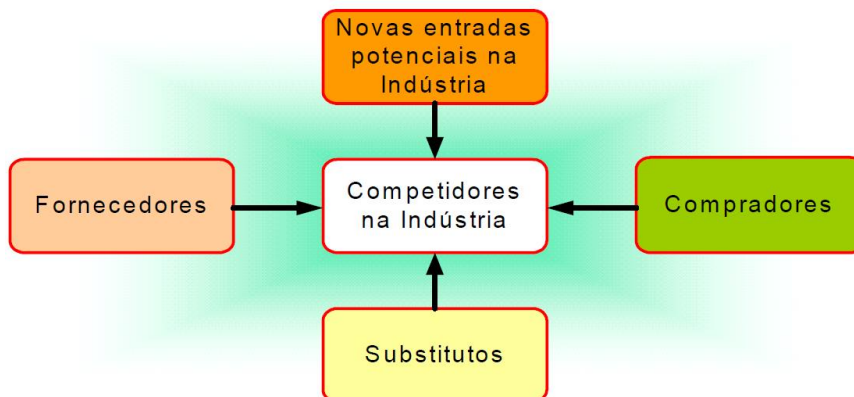 Novas entradas
potenciais na
Indústria
Fornecedores
Competidores
na Indústria
Compradores
Substitutos